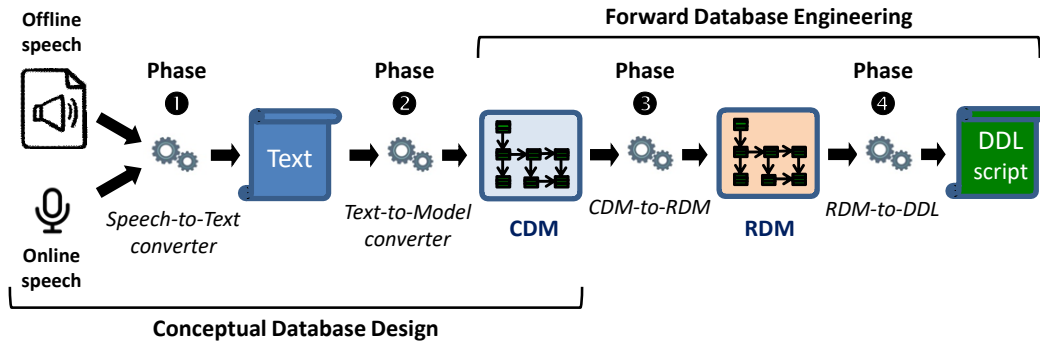 Offline
speech
Forward Database Engineering
Phase
❶
Phase
❷
Phase
❸
Phase
❹
Text
DDL
script
Speech-to-Text
converter
Text-to-Model
converter
CDM
CDM-to-RDM
RDM
RDM-to-DDL
Online
speech
Conceptual Database Design